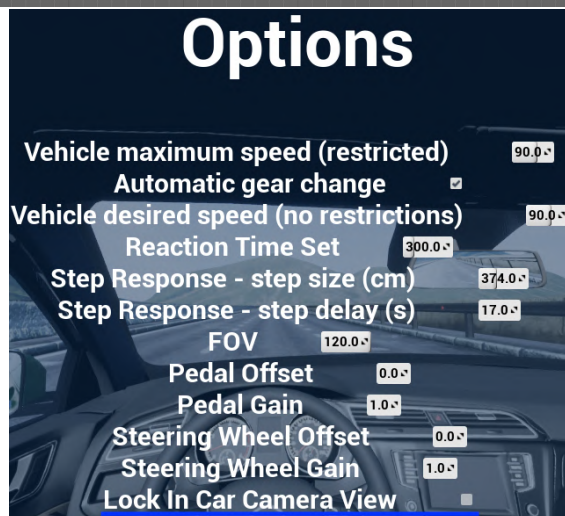 Options
Vehicle maximum speed (restricted) 90.0
Automatic gear change
Vehicle desired speed (no restrictions) 90.0
Reaction Time Set 300.0
Step Response - step size (cm) 374.0
Step Response - step delay (s) 17.0
FOV 120.0
Pedal Offset 0.0
Pedal Gain 1.0
Steering Wheel Offset 0.0
Steering Wheel Gain 1.0
Lock In Car Camera View